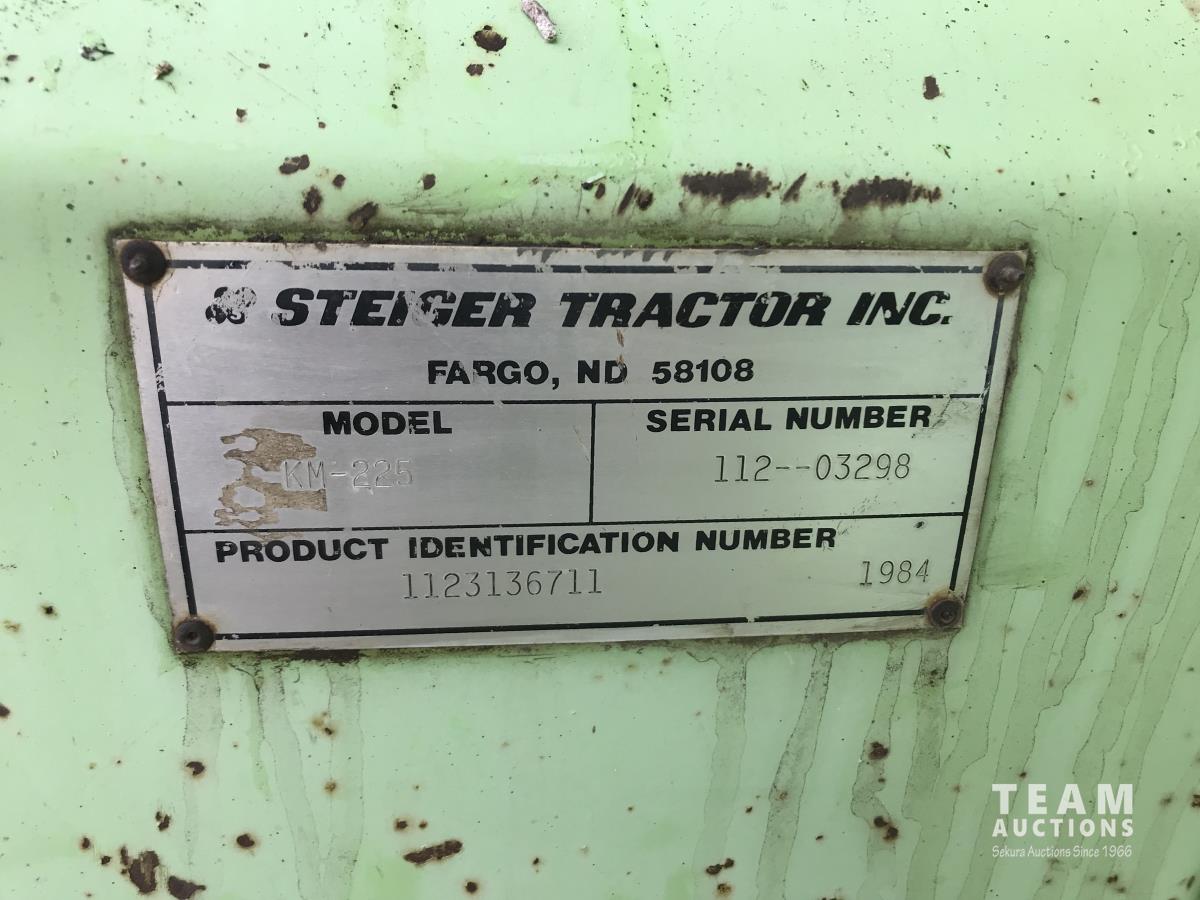 STEIGER TRACTOR INC.
FARGO, ND 58108
MODEL
SERIAL NUMBER
KM-225
112--03298
PRODUCT IDENTIFICATION NUMBER
1123136711 1984
TEAM
AUCTIONS
Sekura Auctions Since 1966